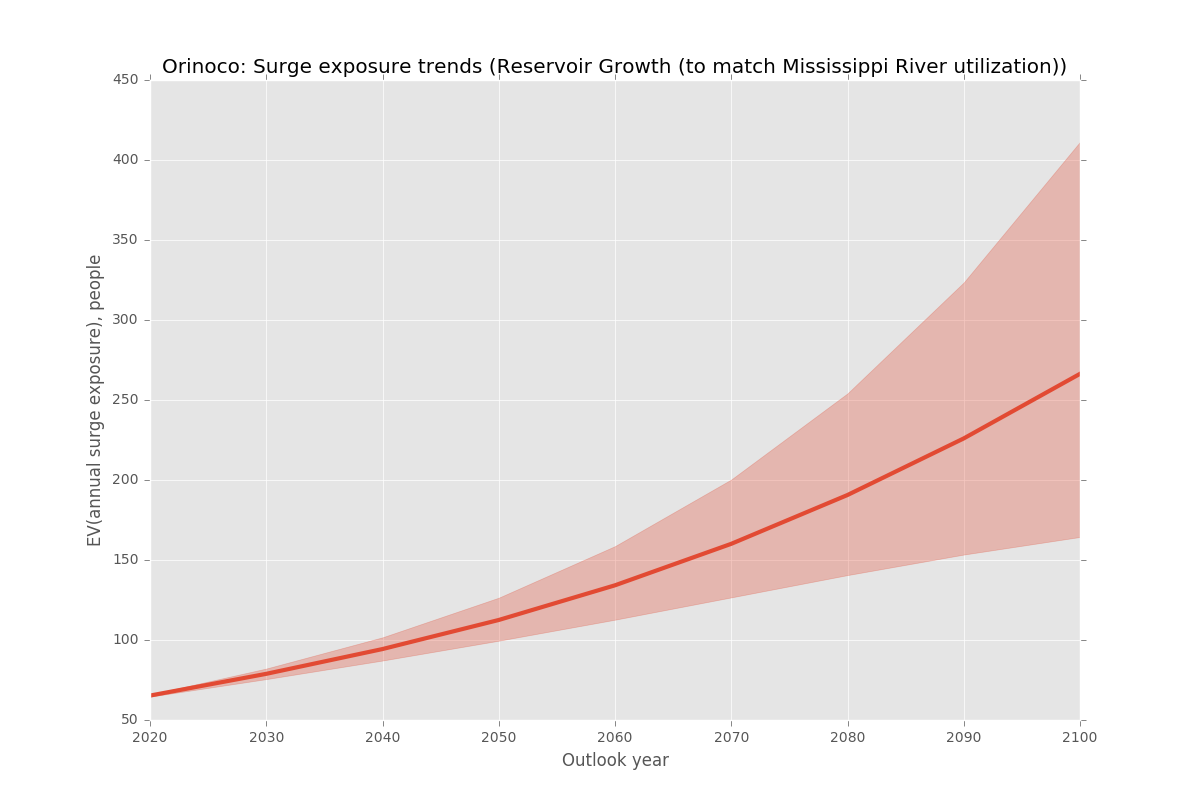 Orinoco: Surge exposure trends (Reservoir Growth (to match Mississippi River utilization))
450
400
350
300
250
200
150
100
50
EV(annual surge exposure), people
2020 2030 2040 2050 2060 2070 2080 2090 2100
Outlook year